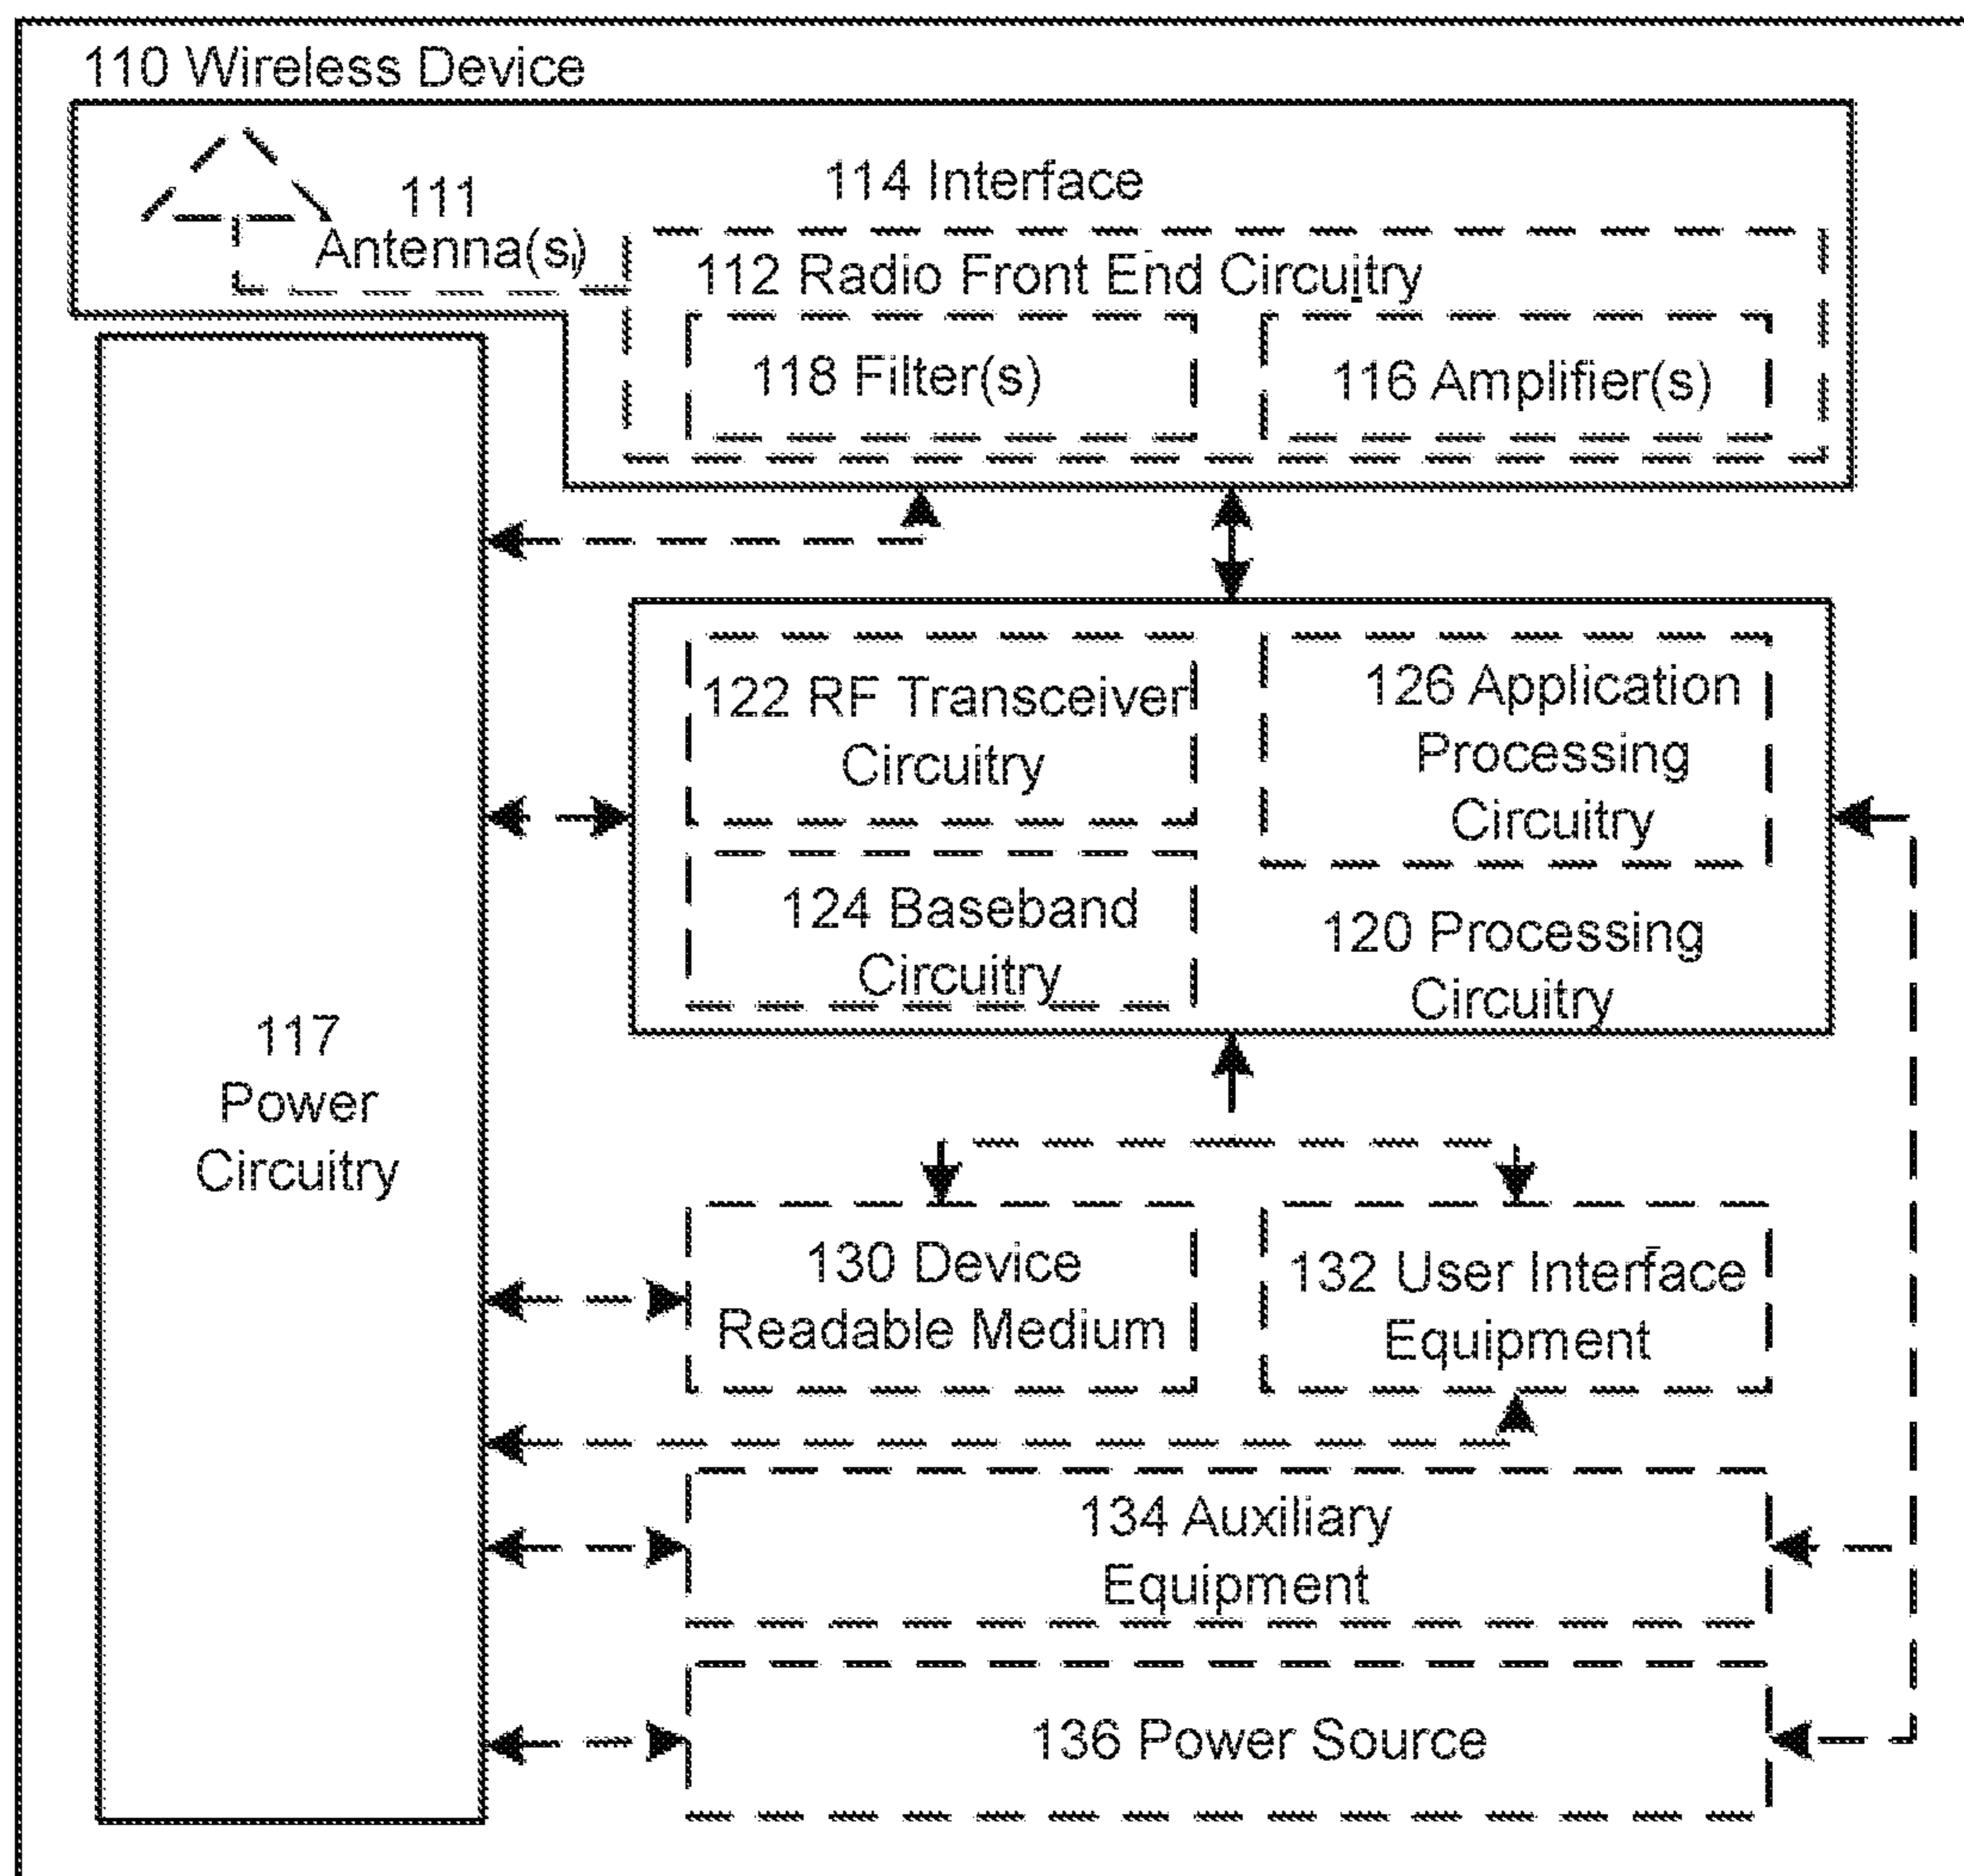 110 Wireless Device
111
Antenna(s)
114 Interface
112 Radio Front End Circuitry
118 Filter(s)
116 Amplifier(s)
122 RF Transceiver
Circuitry
126 Application
Processing
Circuitry
124 Baseband
Circuitry
120 Processing
Circuitry
117
Power
Circuitry
130 Device
Readable Medium
132 User Interface
Equipment
134 Auxiliary
Equipment
136 Power Source